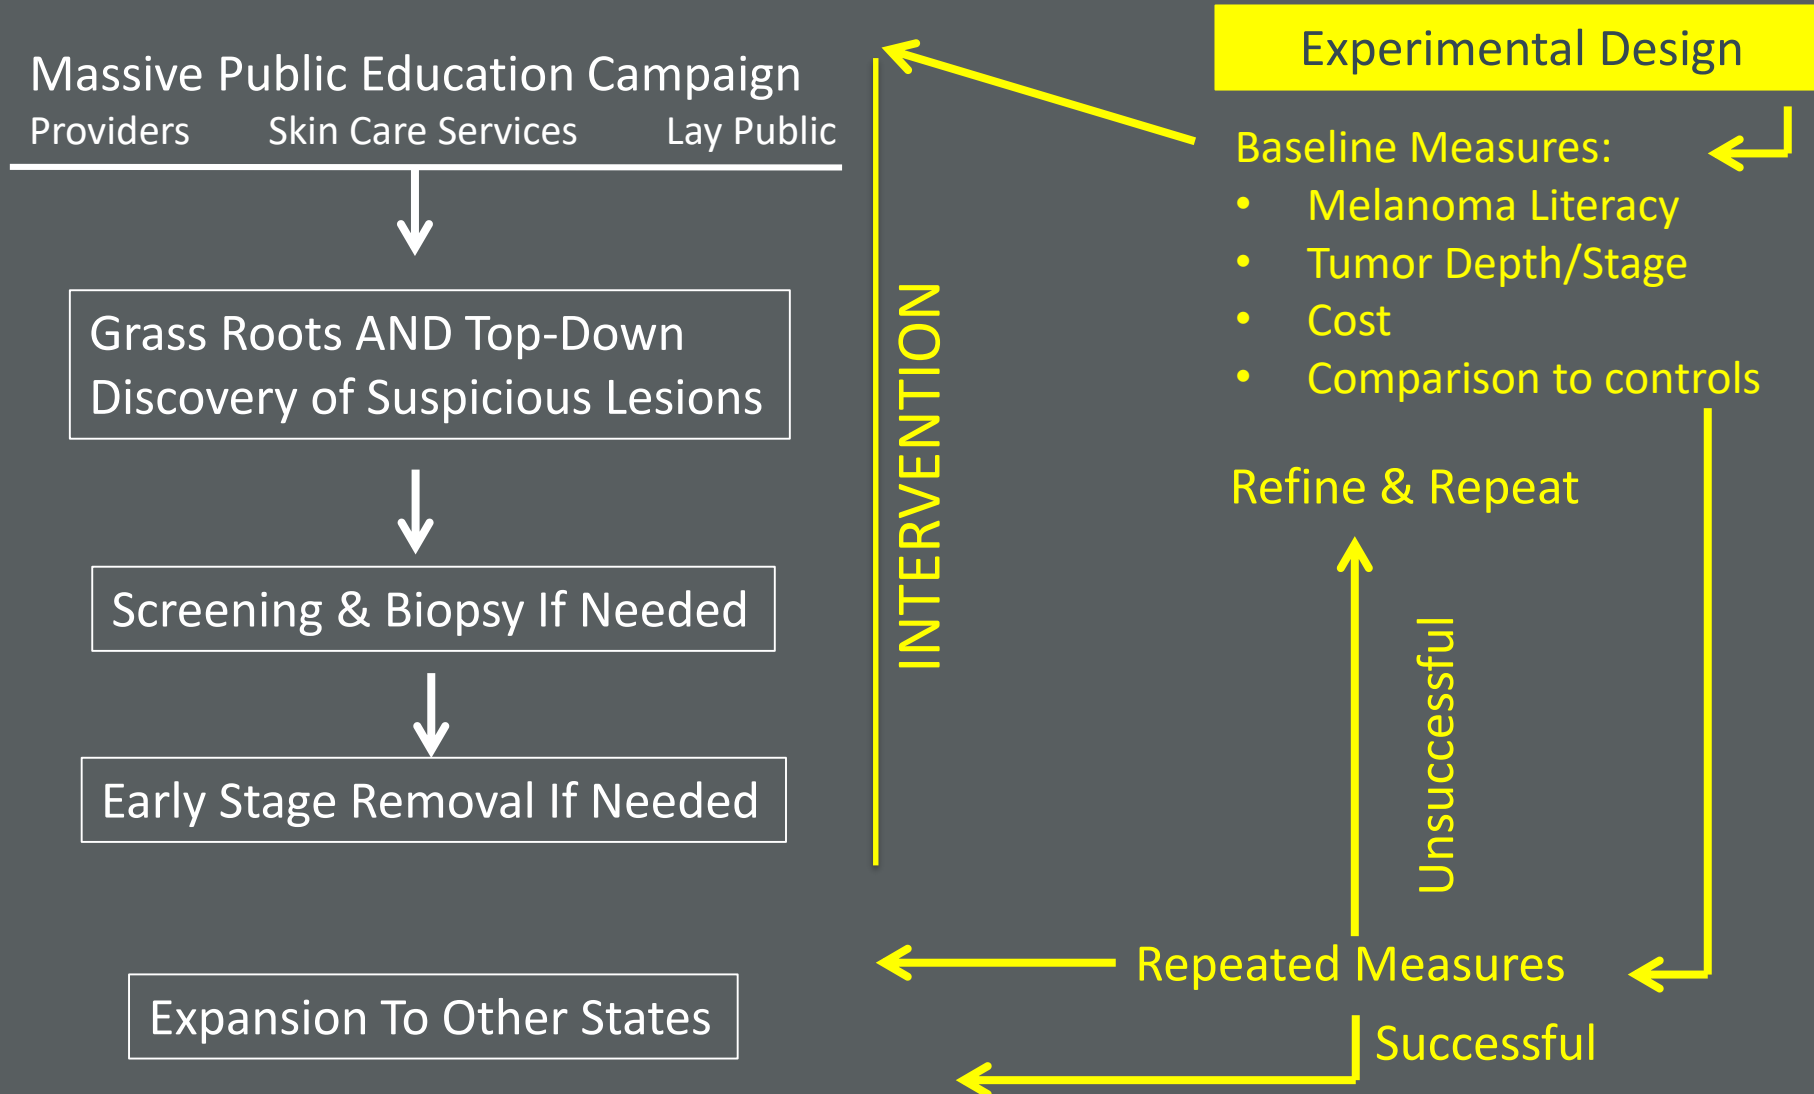 Massive Public Education Campaign
Providers Skin Care Services Lay Public
Grass Roots AND Top-Down
Discovery of Suspicious Lesions
Screening & Biopsy If Needed
Early Stage Removal If Needed
Expansion To Other States
INTERVENTION
Experimental Design
Baseline Measures:
• Melanoma Literacy
• Tumor Depth/Stage
• Cost
• Comparison to controls
Refine & Repeat
Unsuccessful
Repeated Measures
Successful